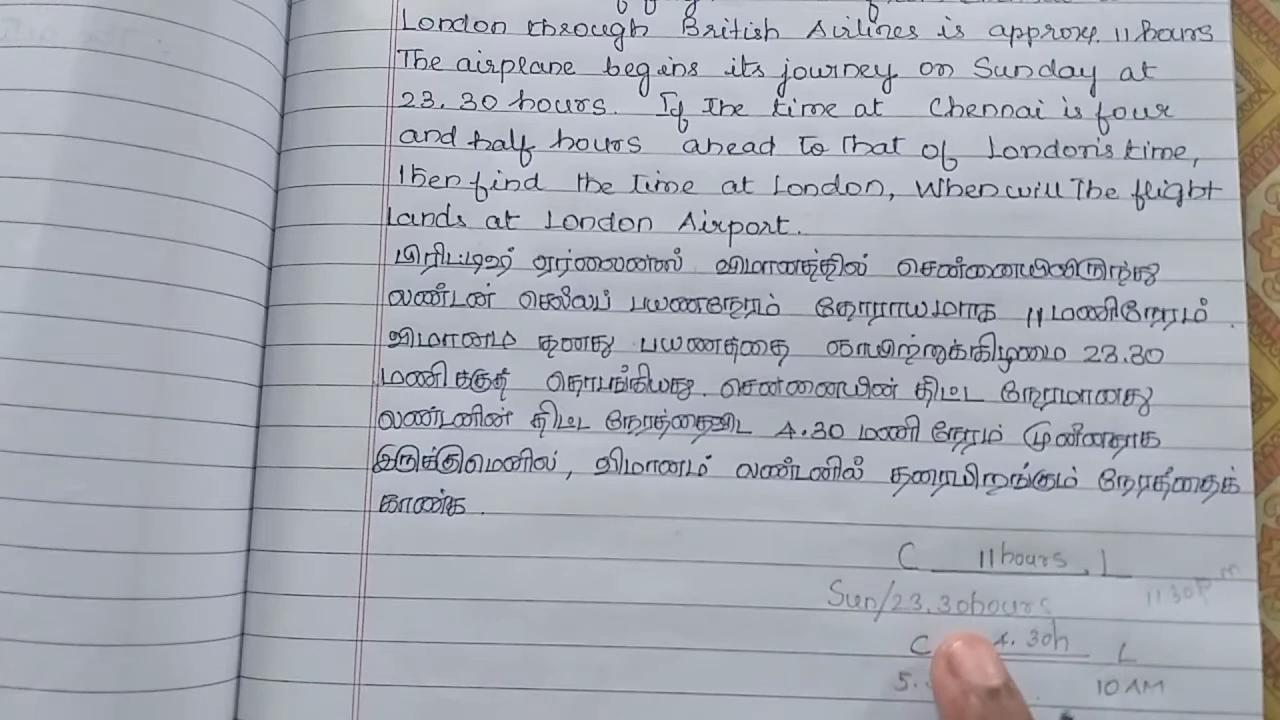 London through British Airlines is approx. 11 hours
The airplane begins its journey on Sunday at
23.30 hours. If The time at Chennai is four
and half hours ahead to that of London's time,
then find the time at London, When will The flight
Lands at London Airport.
பிரிட்டிஷ் ஏர்லைன்ஸ் விமானத்தில் சென்னையிலிருந்து
லண்டன் செல்லப் பயணநேரம் தோராயமாக 11 மணிநேரம்.
விமானம் தனது பயணத்தை ஞாயிற்றுக்கிழமை 23.30
மணிக்குத் தொடங்கியது. சென்னையின் திட்ட நேரமானது
லண்டனின் திட்ட நேரத்தைவிட 4.30 மணி நேரம் முன்னதாக
இருக்குமெனில், விமானம் லண்டனில் தரையிறங்கும் நேரத்தைக்
காண்க.
C 11 hours, L
Sun/23.30hours 1130pm
C 4.30h L
5. 10 AM